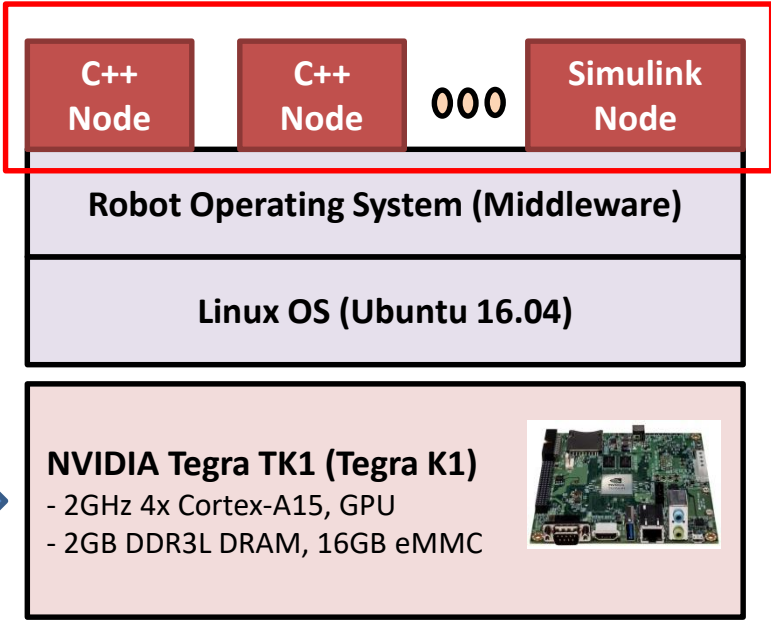 C++
Node
C++
Node
Simulink
Node
Robot Operating System (Middleware)
Linux OS (Ubuntu 16.04)
NVIDIA Tegra TK1 (Tegra K1)
- 2GHz 4x Cortex-A15, GPU
- 2GB DDR3L DRAM, 16GB eMMC